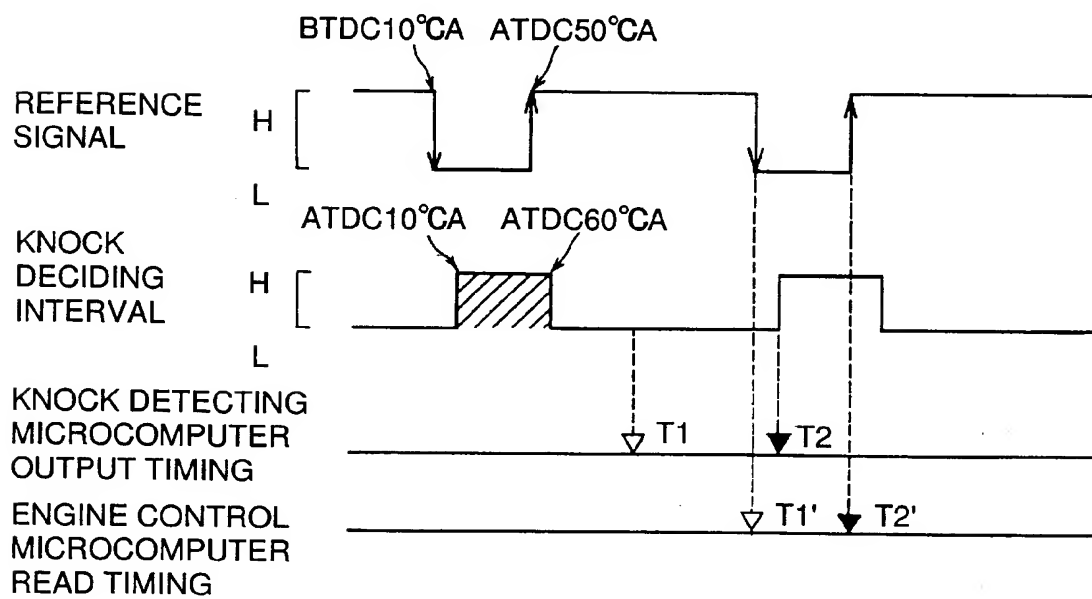 BTDC10°CA ATDC50°CA
REFERENCE
SIGNAL
H
L
ATDC10°CA ATDC60°CA
KNOCK
DECIDING
INTERVAL
H
L
KNOCK DETECTING
MICROCOMPUTER
OUTPUT TIMING
T1
T2
ENGINE CONTROL
MICROCOMPUTER
READ TIMING
T1'
T2'